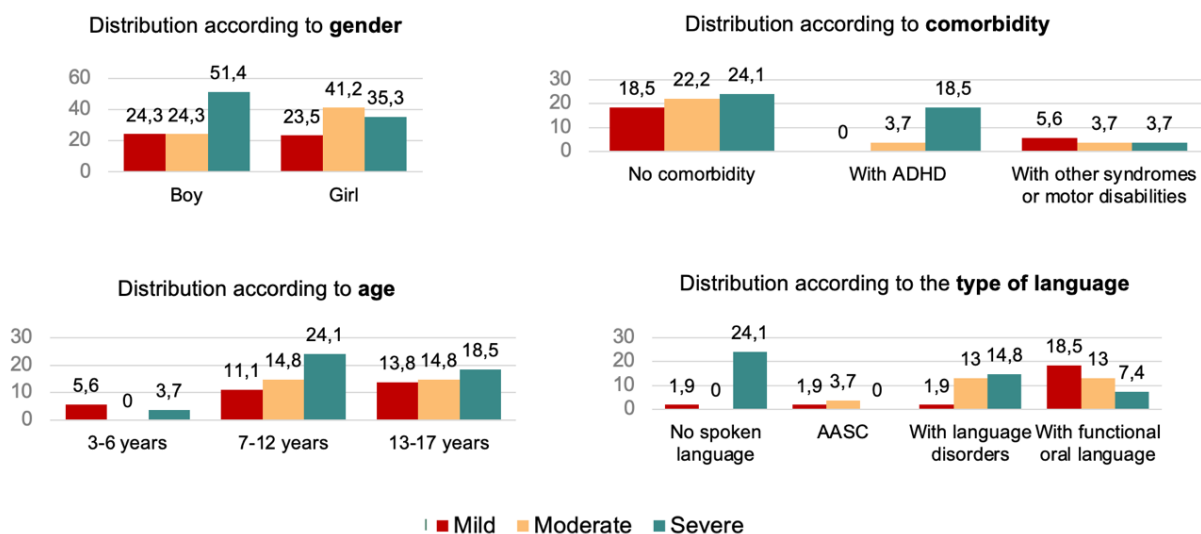 Distribution according to gender
60
40
20
0
24,3
24,3
51,4
23,5
41,2
35,3
Boy
Girl
Distribution according to comorbidity
30
20
10
0
18,5
22,2
24,1
0
3,7
18,5
5,6
3,7
3,7
No comorbidity
With ADHD
With other syndromes
or motor disabilities
Distribution according to age
30
20
10
0
5,6
0
3,7
11,1
14,8
24,1
13,8
14,8
18,5
3-6 years
7-12 years
13-17 years
Distribution according to the type of language
30
20
10
0
1,9
0
24,1
1,9
3,7
0
1,9
13
14,8
18,5
13
7,4
No spoken
language
AASC
With language
disorders
With functional
oral language
Mild
Moderate
Severe